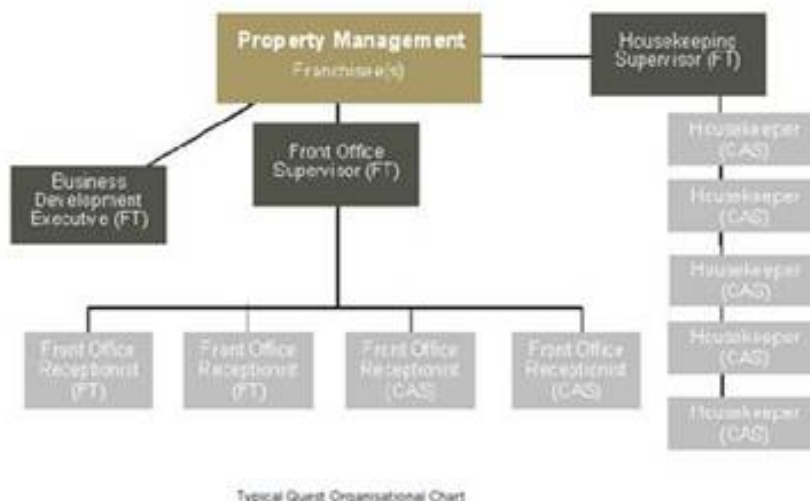 Property Management
Franchisee(s)
Housekeeping
Supervisor (FT)
Front Office
Supervisor (FT)
Business
Development
Executive (FT)
Housekeeper
(CAS)
Housekeeper
(CAS)
Housekeeper
(CAS)
Housekeeper
(CAS)
Housekeeper
(CAS)
Front Office
Receptionist
(FT)
Front Office
Receptionist
(FT)
Front Office
Receptionist
(CAS)
Front Office
Receptionist
(CAS)
Typical Quest Organisational Chart